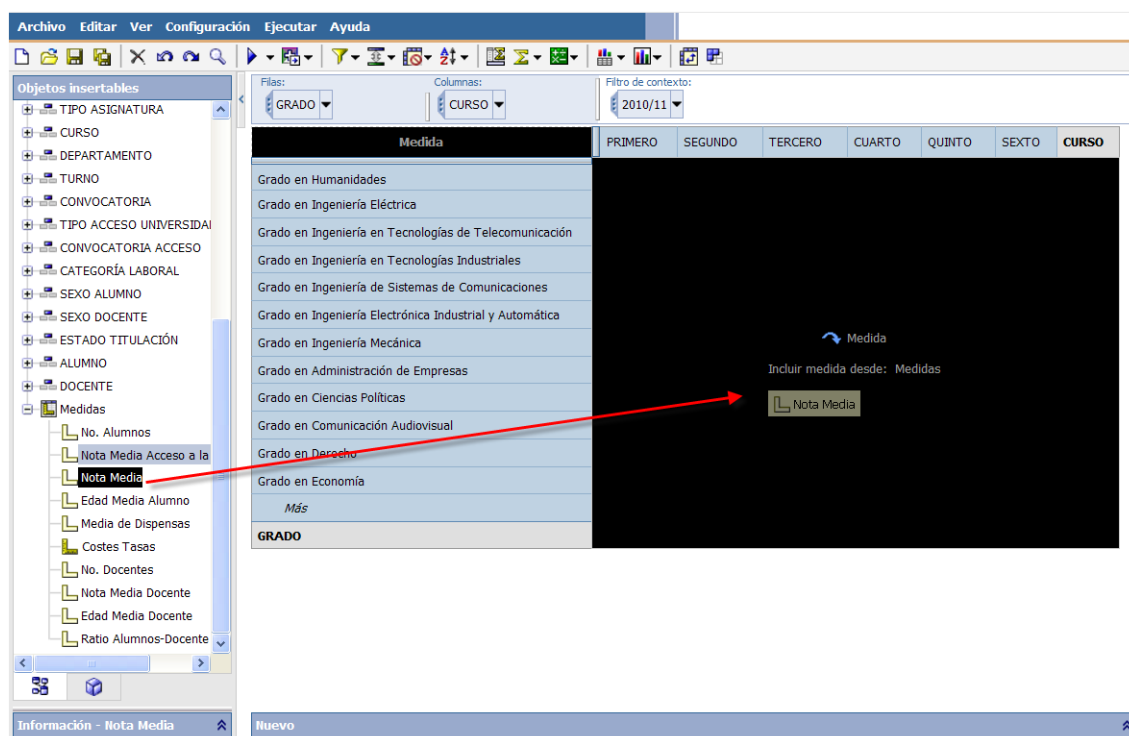 Archivo Editar Ver Configuración Ejecutar Ayuda
Objetos insertables
TIPO ASIGNATURA
CURSO
DEPARTAMENTO
TURNO
CONVOCATORIA
TIPO ACCESO UNIVERSIDAI
CONVOCATORIA ACCESO
CATEGORÍA LABORAL
SEXO ALUMNO
SEXO DOCENTE
ESTADO TITULACIÓN
ALUMNO
DOCENTE
Medidas
No. Alumnos
Nota Media Acceso a la
Nota Media
Edad Media Alumno
Media de Dispensas
Costes Tasas
No. Docentes
Nota Media Docente
Edad Media Docente
Ratio Alumnos-Docente
Información - Nota Media
Filas: Columnas: Filtro de contexto:
GRADO CURSO 2010/11
Medida PRIMERO SEGUNDO TERCERO CUARTO QUINTO SEXTO CURSO
Grado en Humanidades
Grado en Ingeniería Eléctrica
Grado en Ingeniería en Tecnologías de Telecomunicación
Grado en Ingeniería en Tecnologías Industriales
Grado en Ingeniería de Sistemas de Comunicaciones
Grado en Ingeniería Electrónica Industrial y Automática
Grado en Ingeniería Mecánica
Grado en Administración de Empresas
Grado en Ciencias Políticas
Grado en Comunicación Audiovisual
Grado en Derecho
Grado en Economía
Más
GRADO
Medida
Incluir medida desde: Medidas
Nota Media
Nuevo